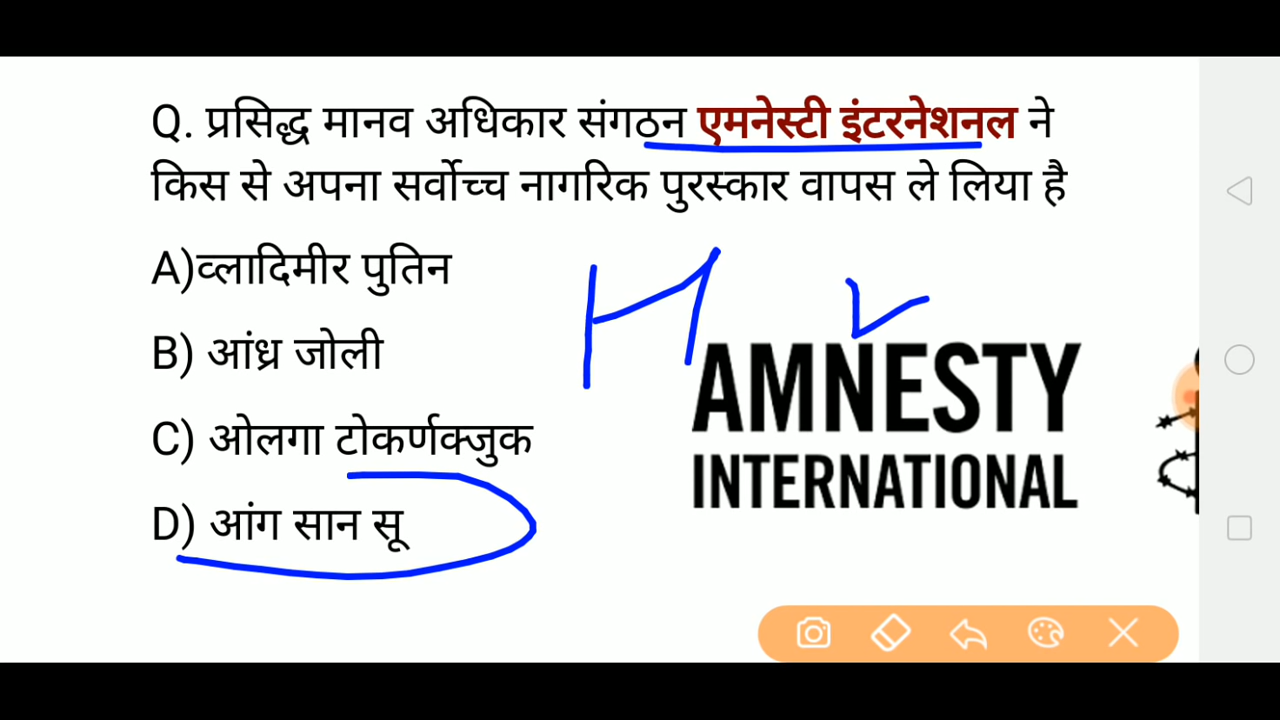 Q. प्रसिद्ध मानव अधिकार संगठन एमनेस्टी इंटरनेशनल ने
किस से अपना सर्वोच्च नागरिक पुरस्कार वापस ले लिया है
A)व्लादिमीर पुतिन
B) आंध्र जोली
C) ओलगा टोकर्णक्जुक
D) आंग सान सू
AMNESTY
INTERNATIONAL